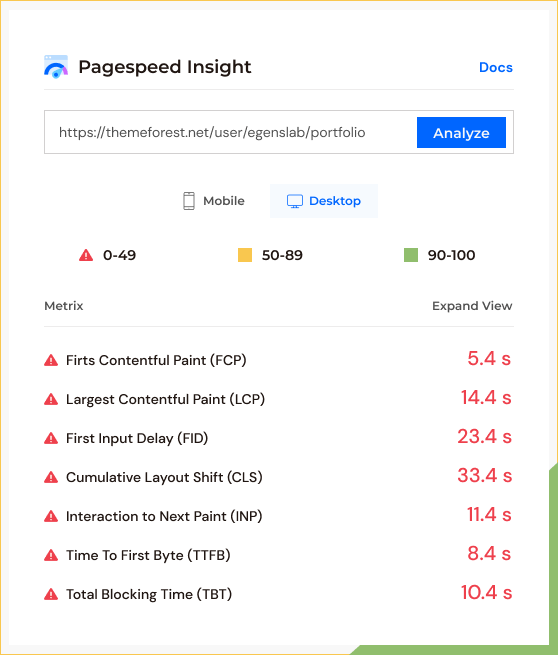 Pagespeed Insight
Docs
https://themeforest.net/user/egenslab/portfolio
Analyze
Mobile
Desktop
0-49
50-89
90-100
Metrix
Expand View
Firts Contentful Paint (FCP)
5.4 s
Largest Contentful Paint (LCP)
14.4 s
First Input Delay (FID)
23.4 s
Cumulative Layout Shift (CLS)
33.4 s
Interaction to Next Paint (INP)
11.4 s
Time To First Byte (TTFB)
8.4 s
Total Blocking Time (TBT)
10.4 s